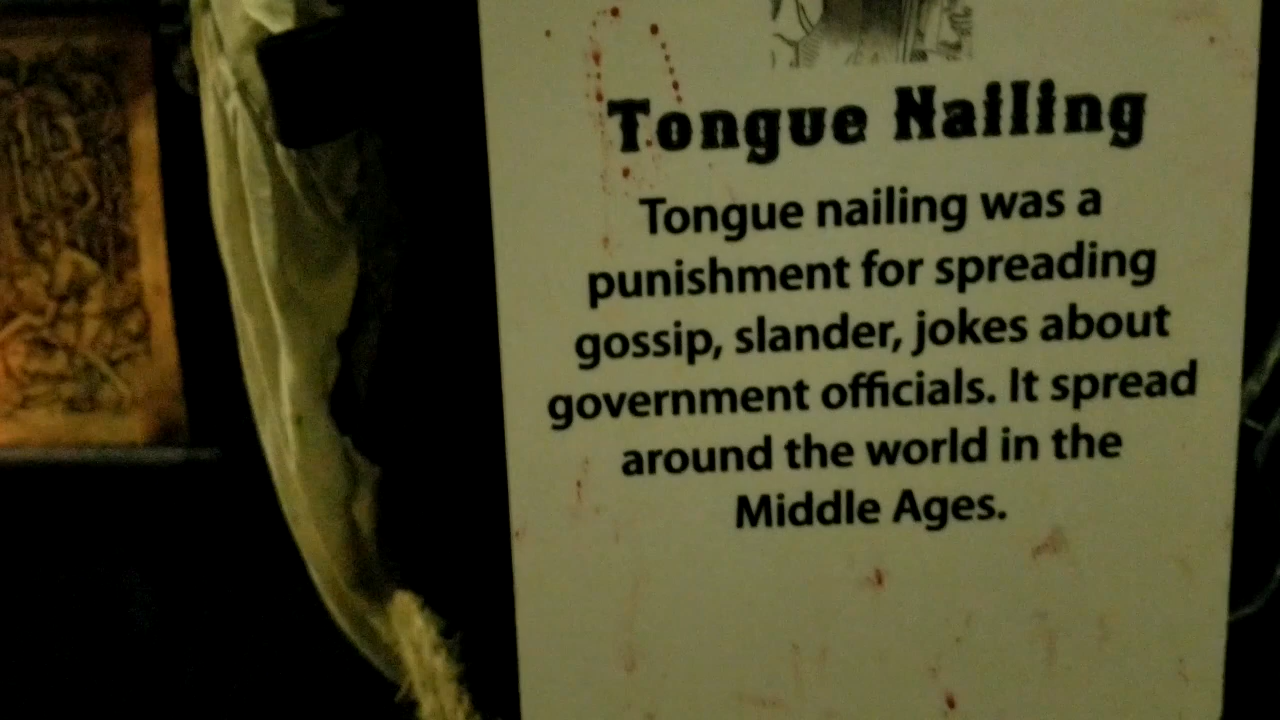 Tongue Nailing
Tongue nailing was a
punishment for spreading
gossip, slander, jokes about
government officials. It spread
around the world in the
Middle Ages.